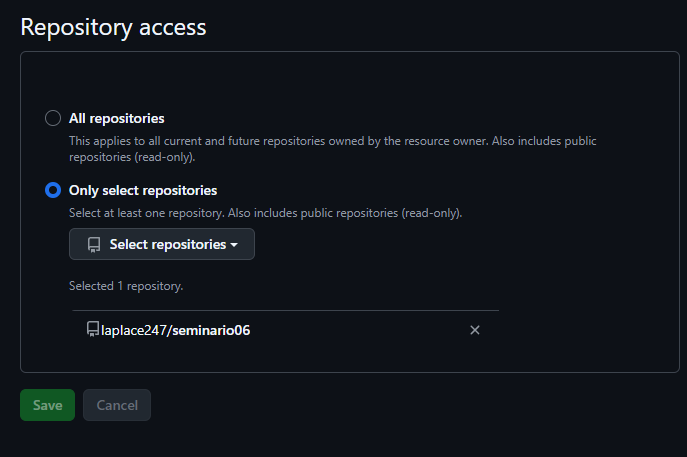 Repository access
All repositories
This applies to all current and future repositories owned by the resource owner. Also includes public
repositories (read-only).
Only select repositories
Select at least one repository. Also includes public repositories (read-only).
Select repositories
Selected 1 repository.
laplace247/seminario06
Save
Cancel